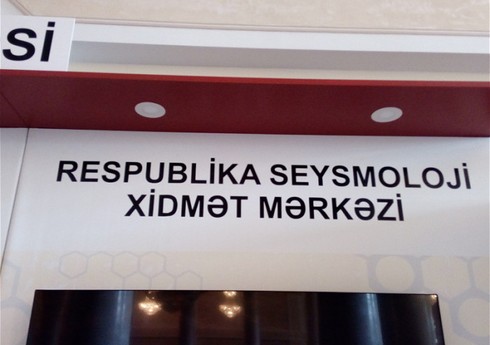 Sİ
RESPUBLİKA SEYSMOLOJİ
XİDMƏT MƏRKƏZİ